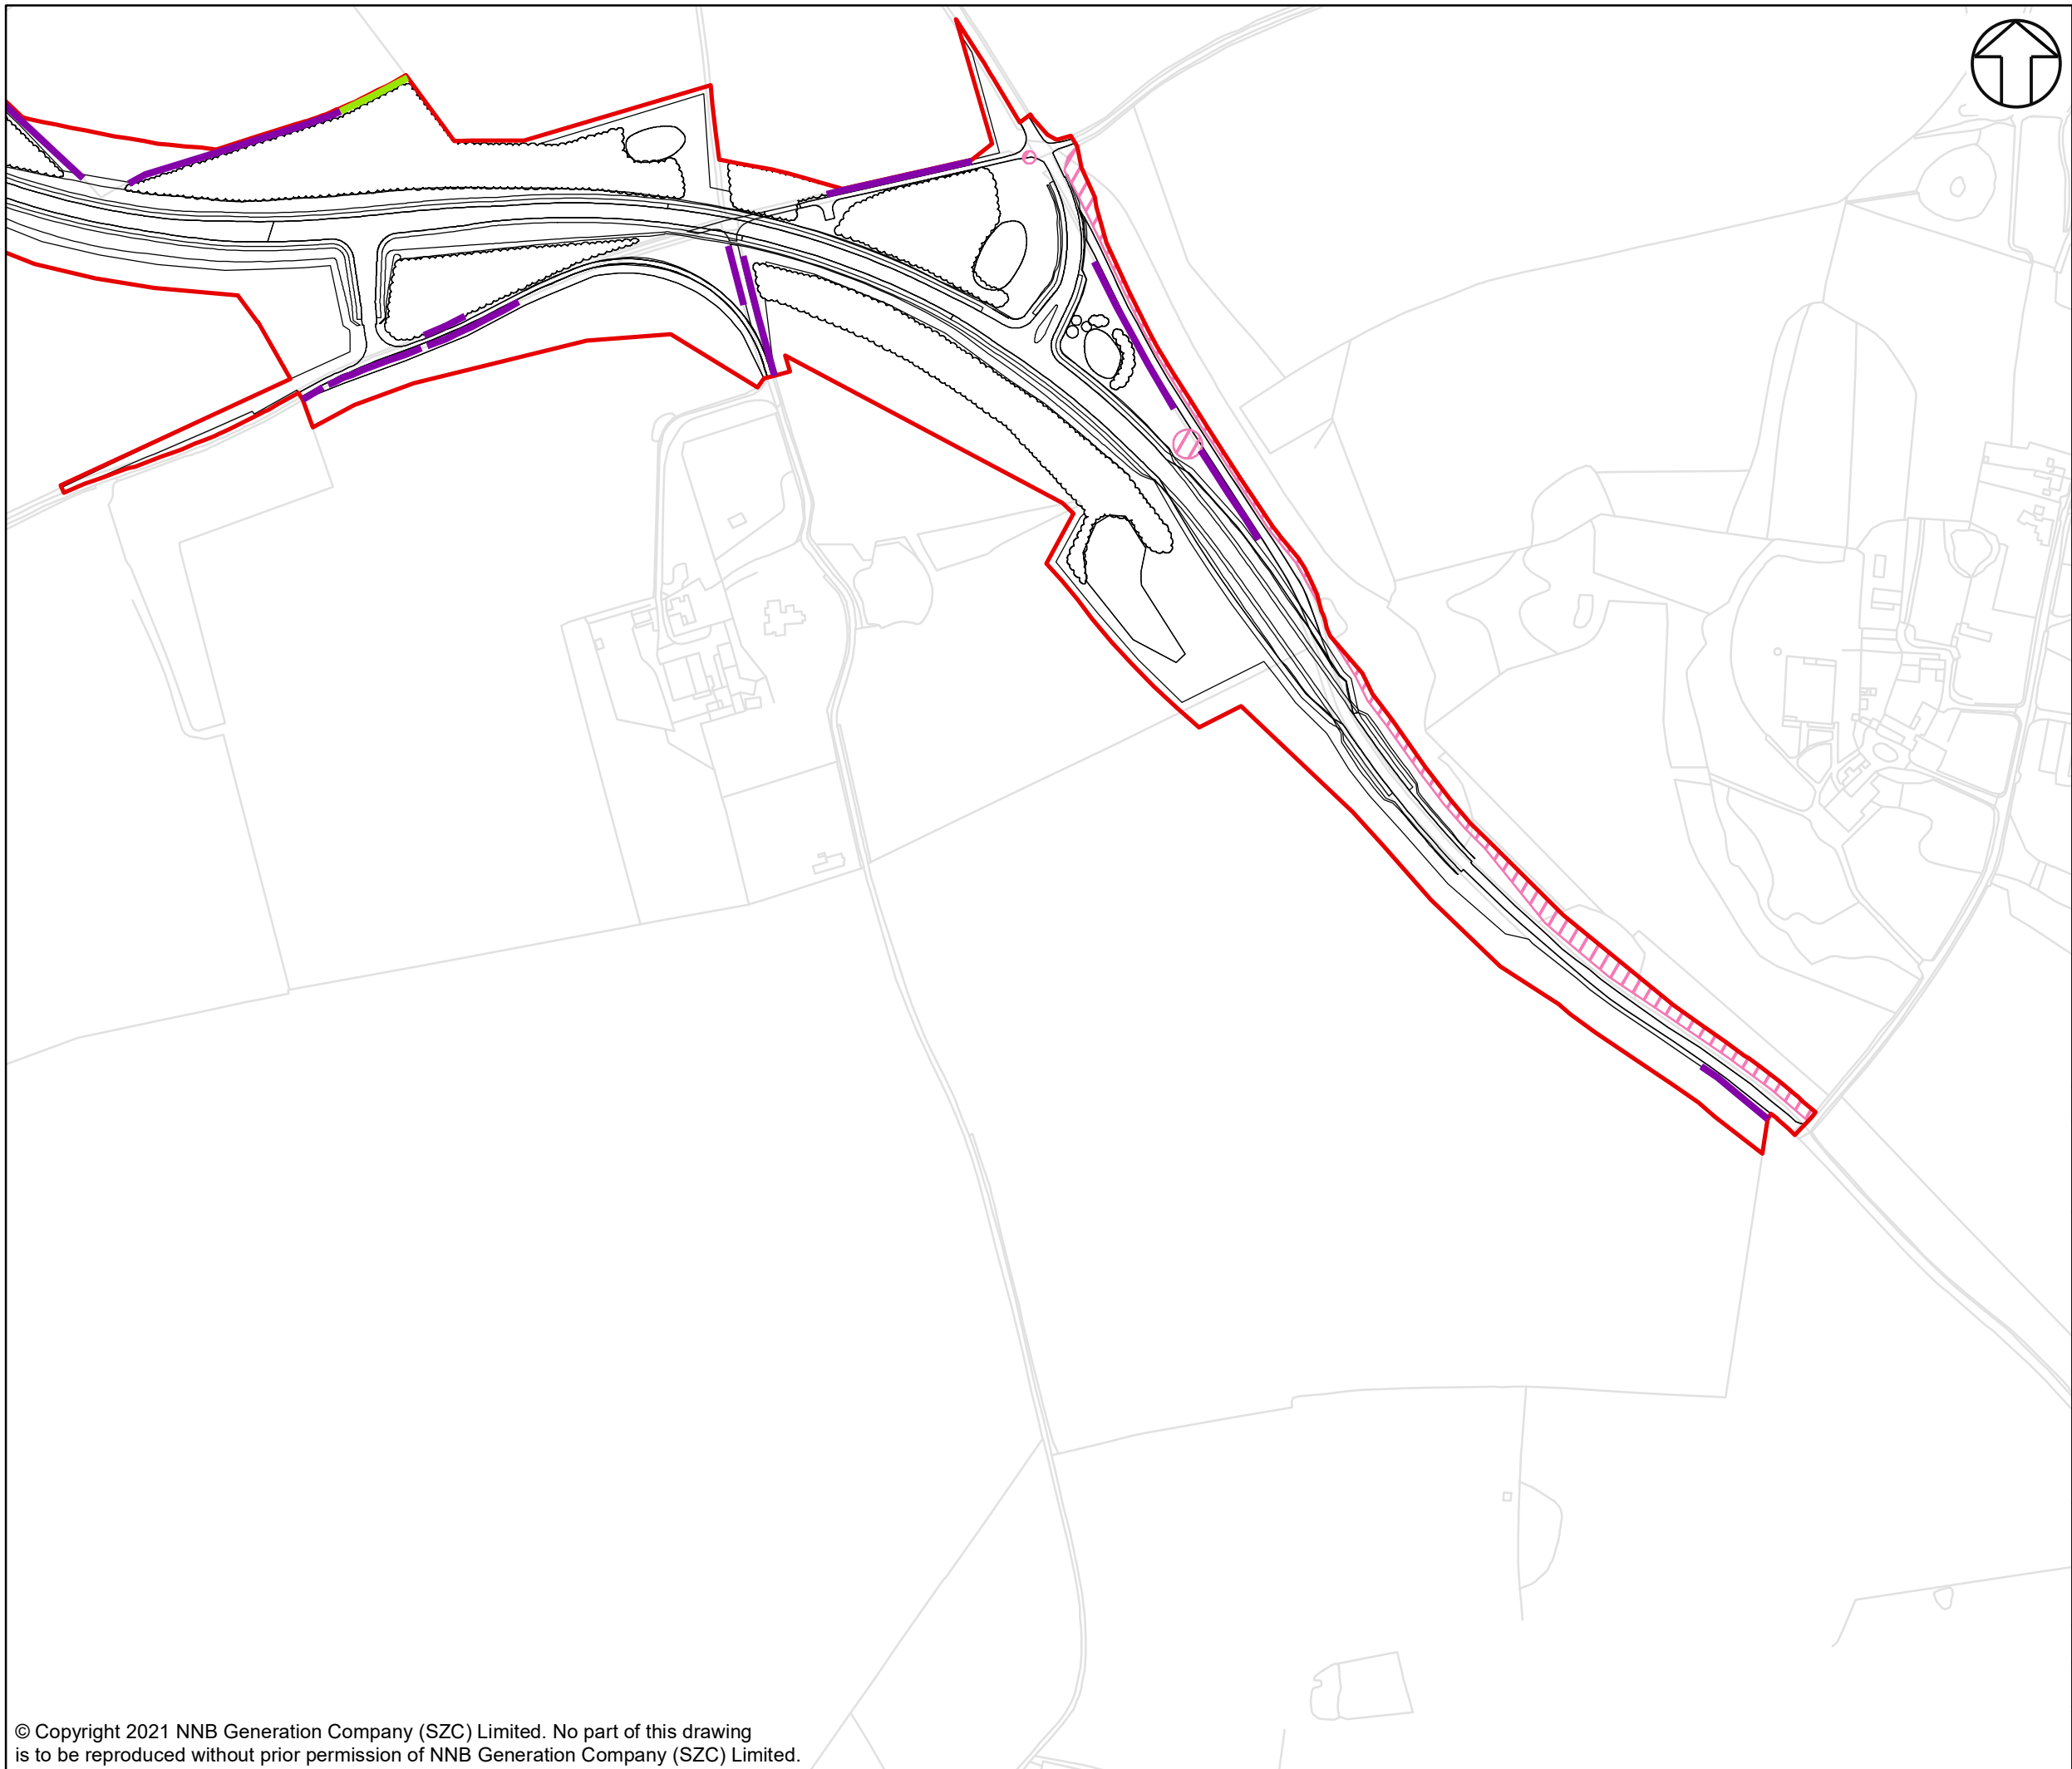 © Copyright 2021 NNB Generation Company (SZC) Limited. No part of this drawing
is to be reproduced without prior permission of NNB Generation Company (SZC) Limited.